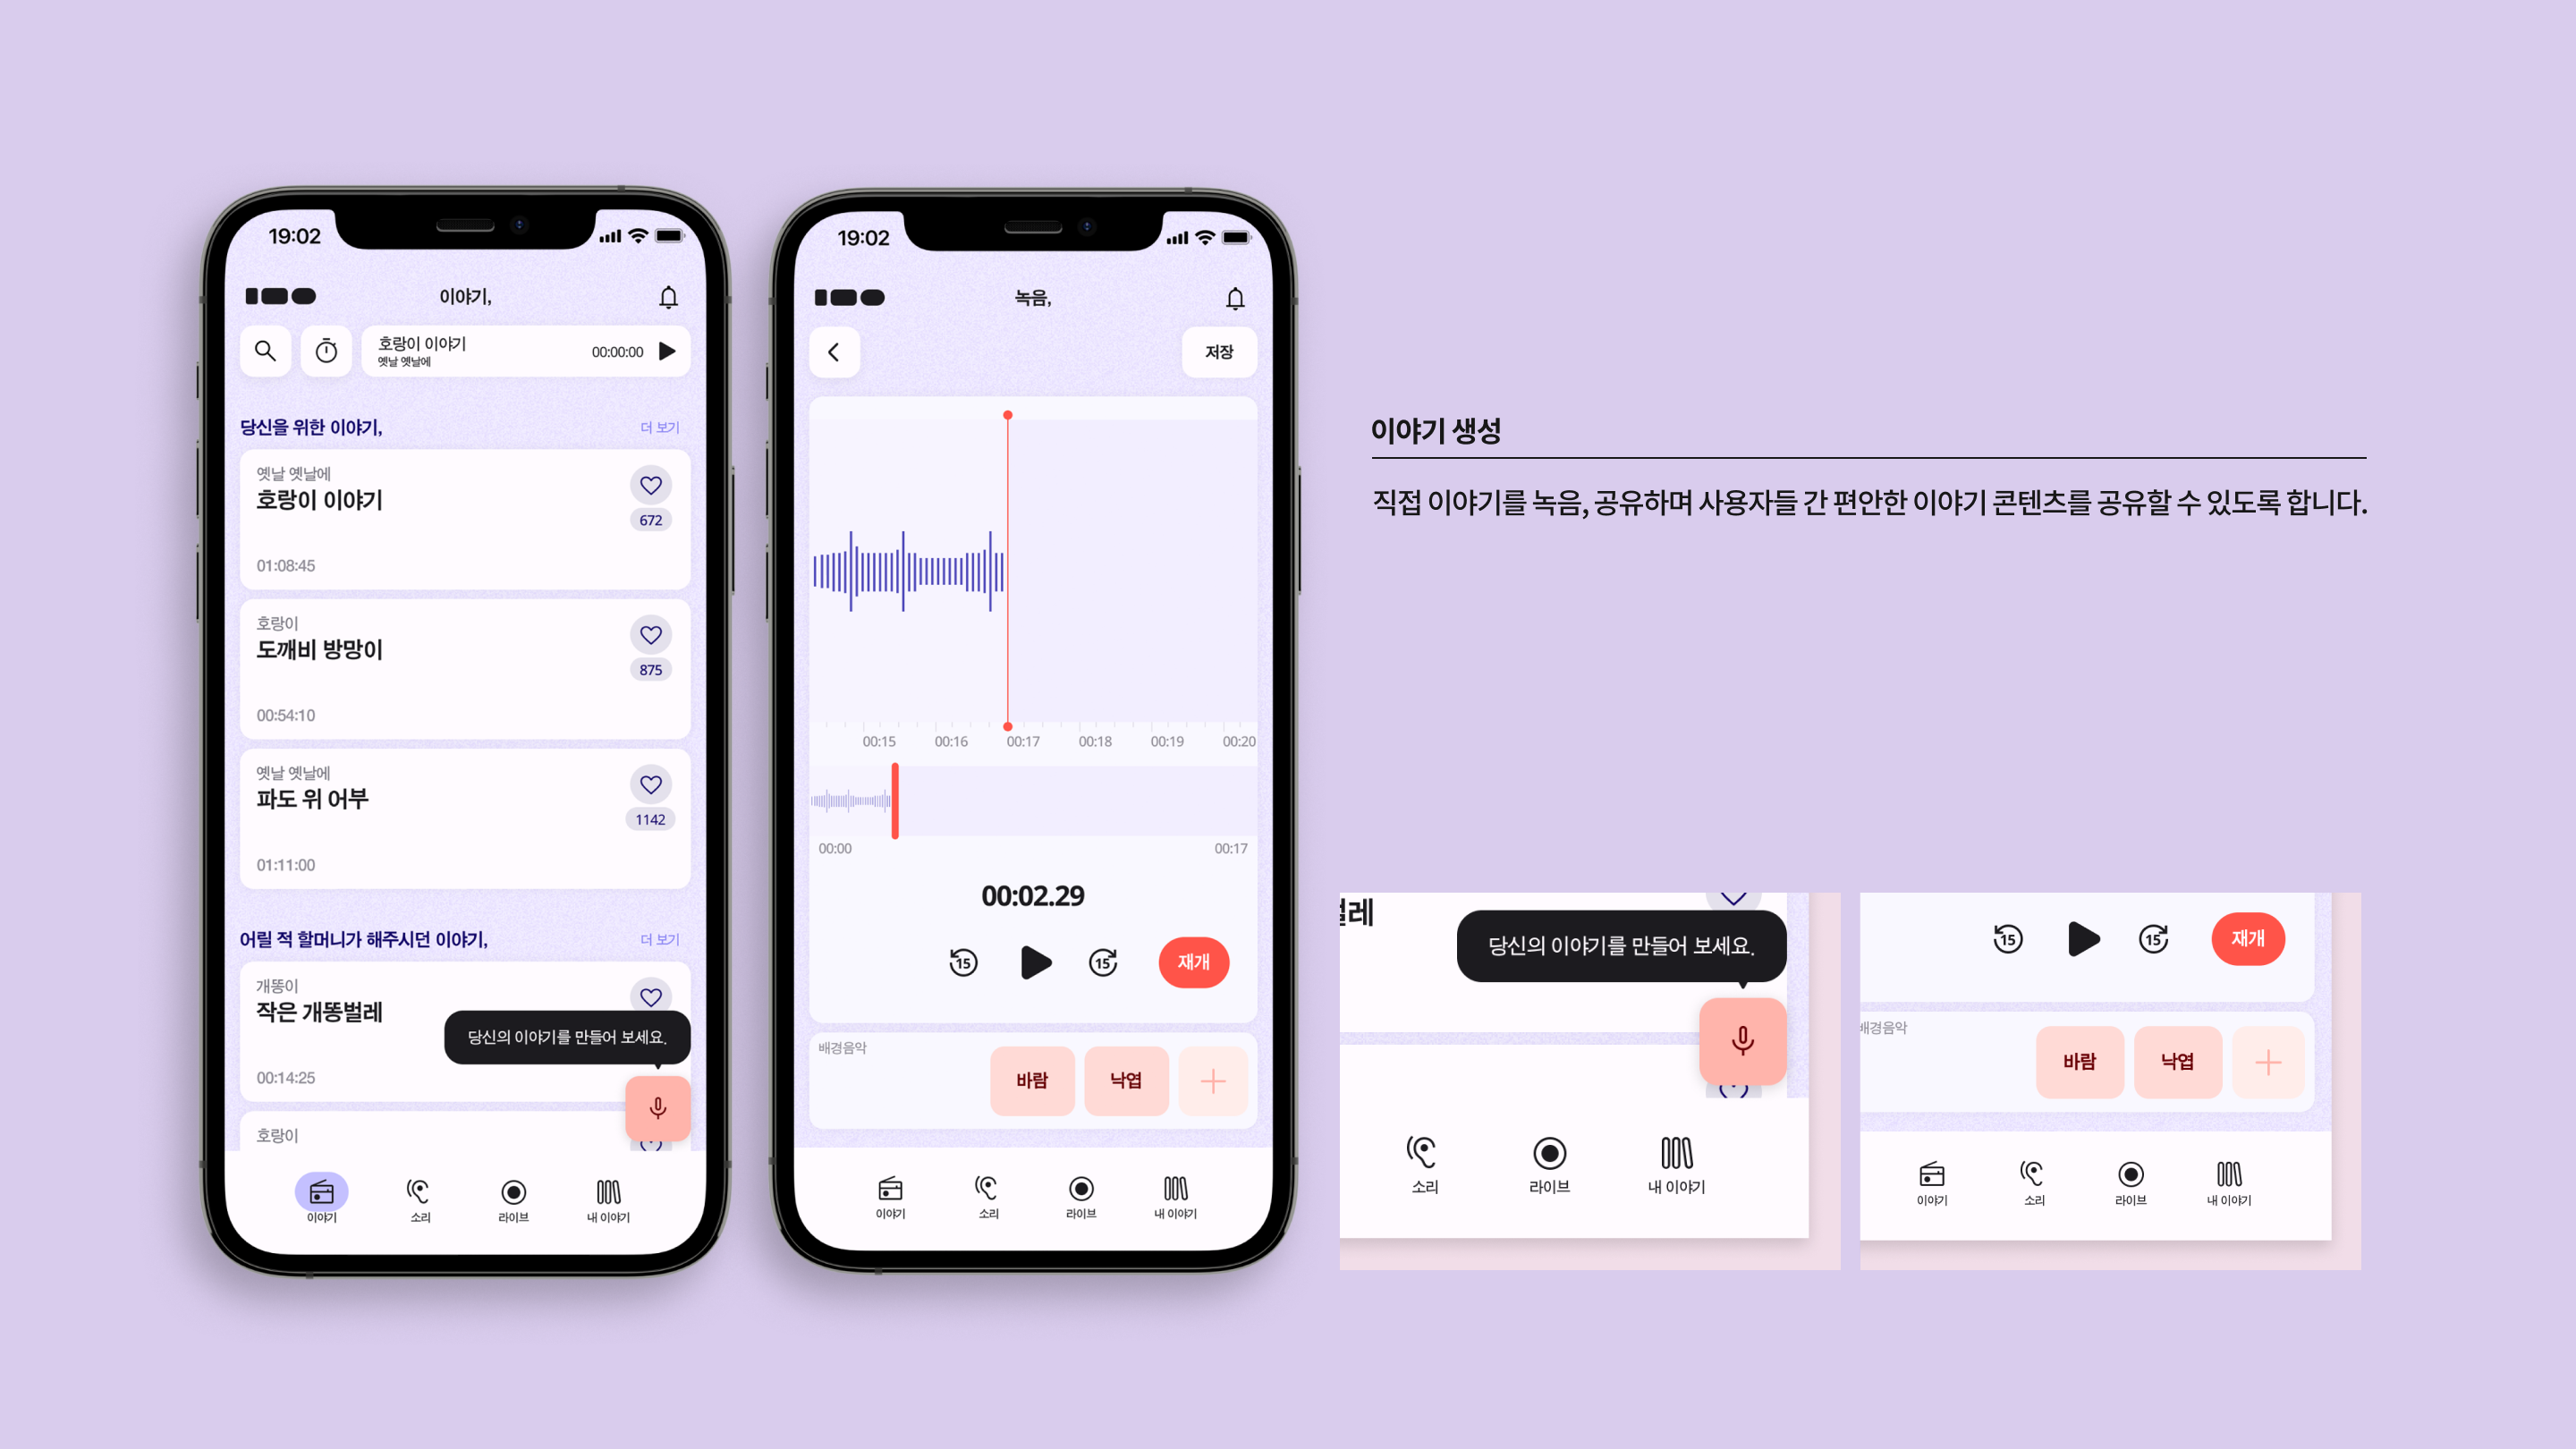 19:02
이야기,
호랑이 이야기
옛날 옛날에
00:00:00
당신을 위한 이야기,
더 보기
옛날 옛날에
호랑이 이야기
672
01:08:45
호랑이
도깨비 방망이
875
00:54:10
옛날 옛날에
파도 위 어부
1142
01:11:00
어릴 적 할머니가 해주시던 이야기,
더 보기
개똥이
작은 개똥벌레
당신의 이야기를 만들어 보세요.
00:14:25
호랑이
이야기 소리 라이브 내 이야기
19:02
녹음,
저장
00:15 00:16 00:17 00:18 00:19 00:20
00:00 00:17
00:02.29
15 15 재개
배경음악
바람 낙엽
이야기 소리 라이브 내 이야기
이야기 생성
직접 이야기를 녹음, 공유하며 사용자들 간 편안한 이야기 콘텐츠를 공유할 수 있도록 합니다.
벌레
당신의 이야기를 만들어 보세요.
소리 라이브 내 이야기
15 15 재개
배경음악
바람 낙엽
이야기 소리 라이브 내 이야기